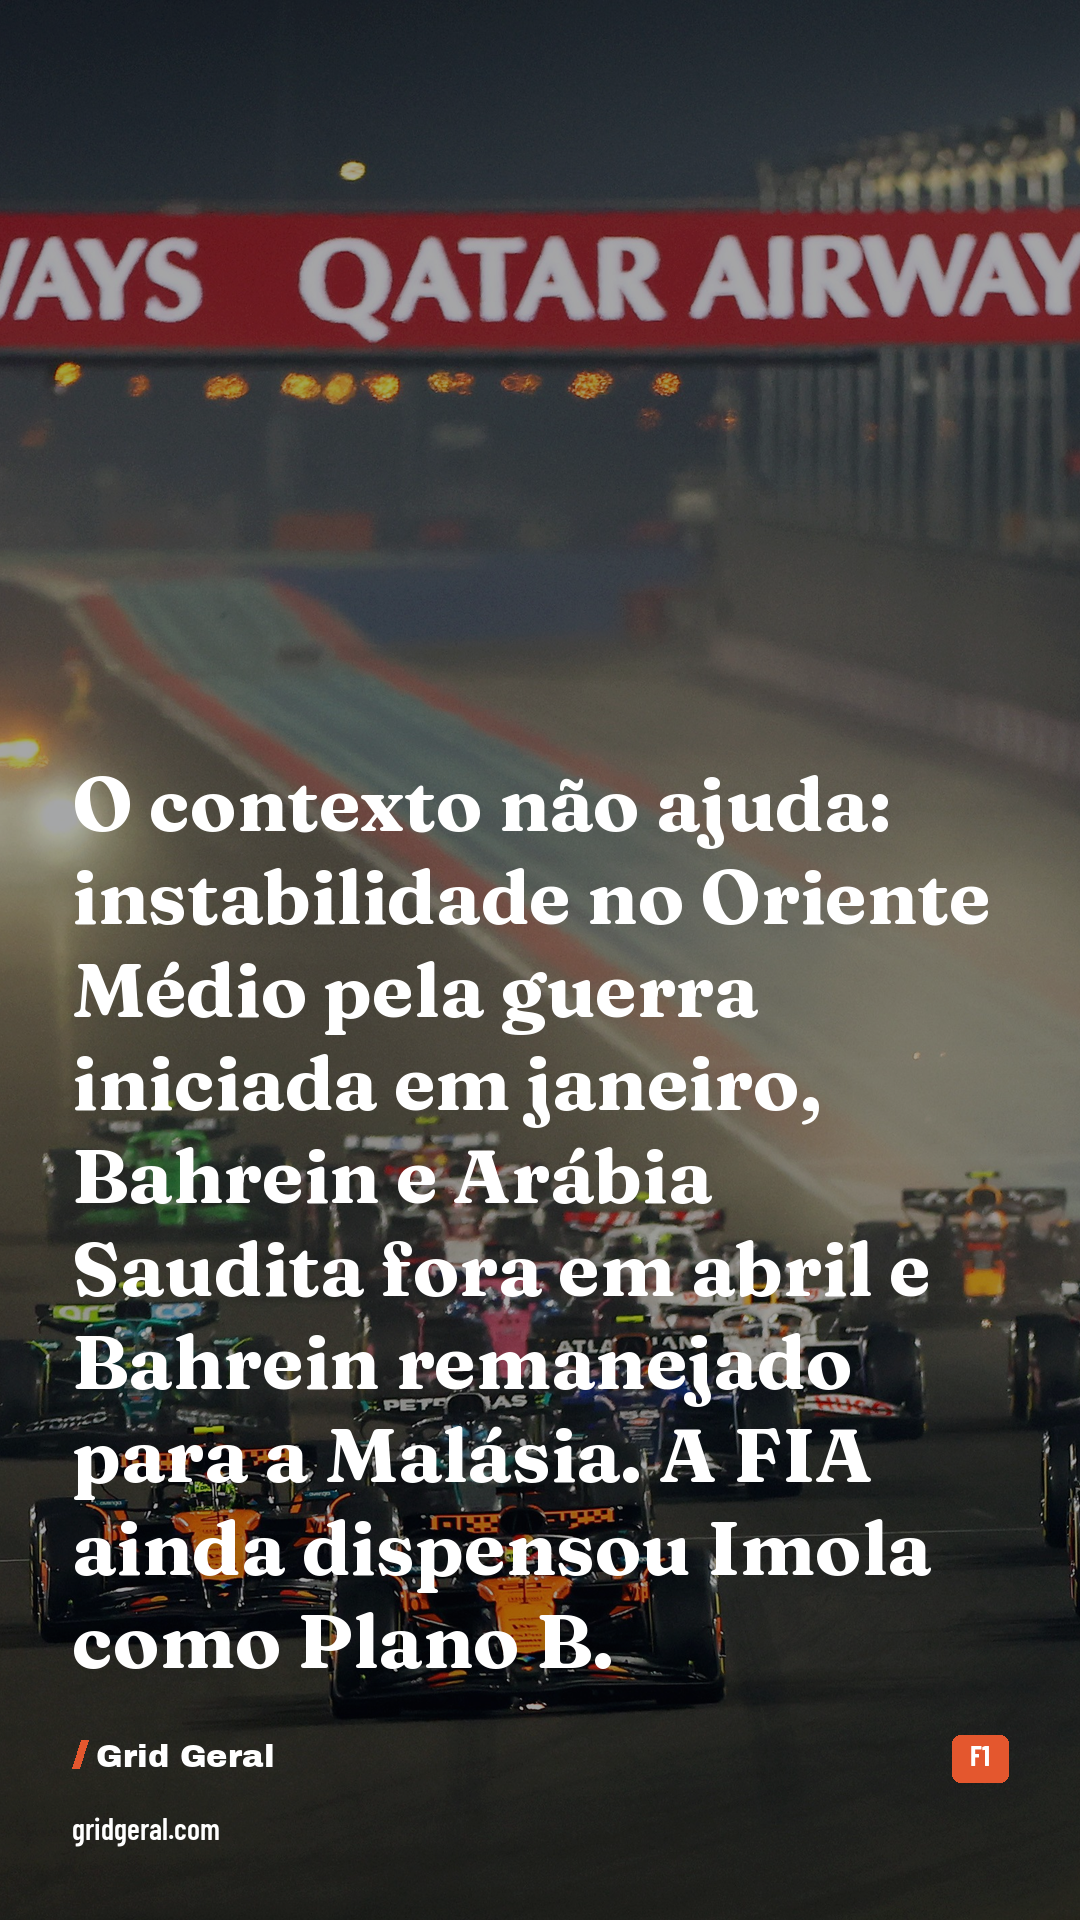 WAYS QATAR AIRWAY
O contexto não ajuda:
instabilidade no Oriente
Médio pela guerra
iniciada em janeiro,
Bahrein e Arábia
Saudita fora em abril e
Bahrein remanejado
para a Malásia. A FIA
ainda dispensou Imola
como Plano B.
/ Grid Geral
F1
gridgeral.com